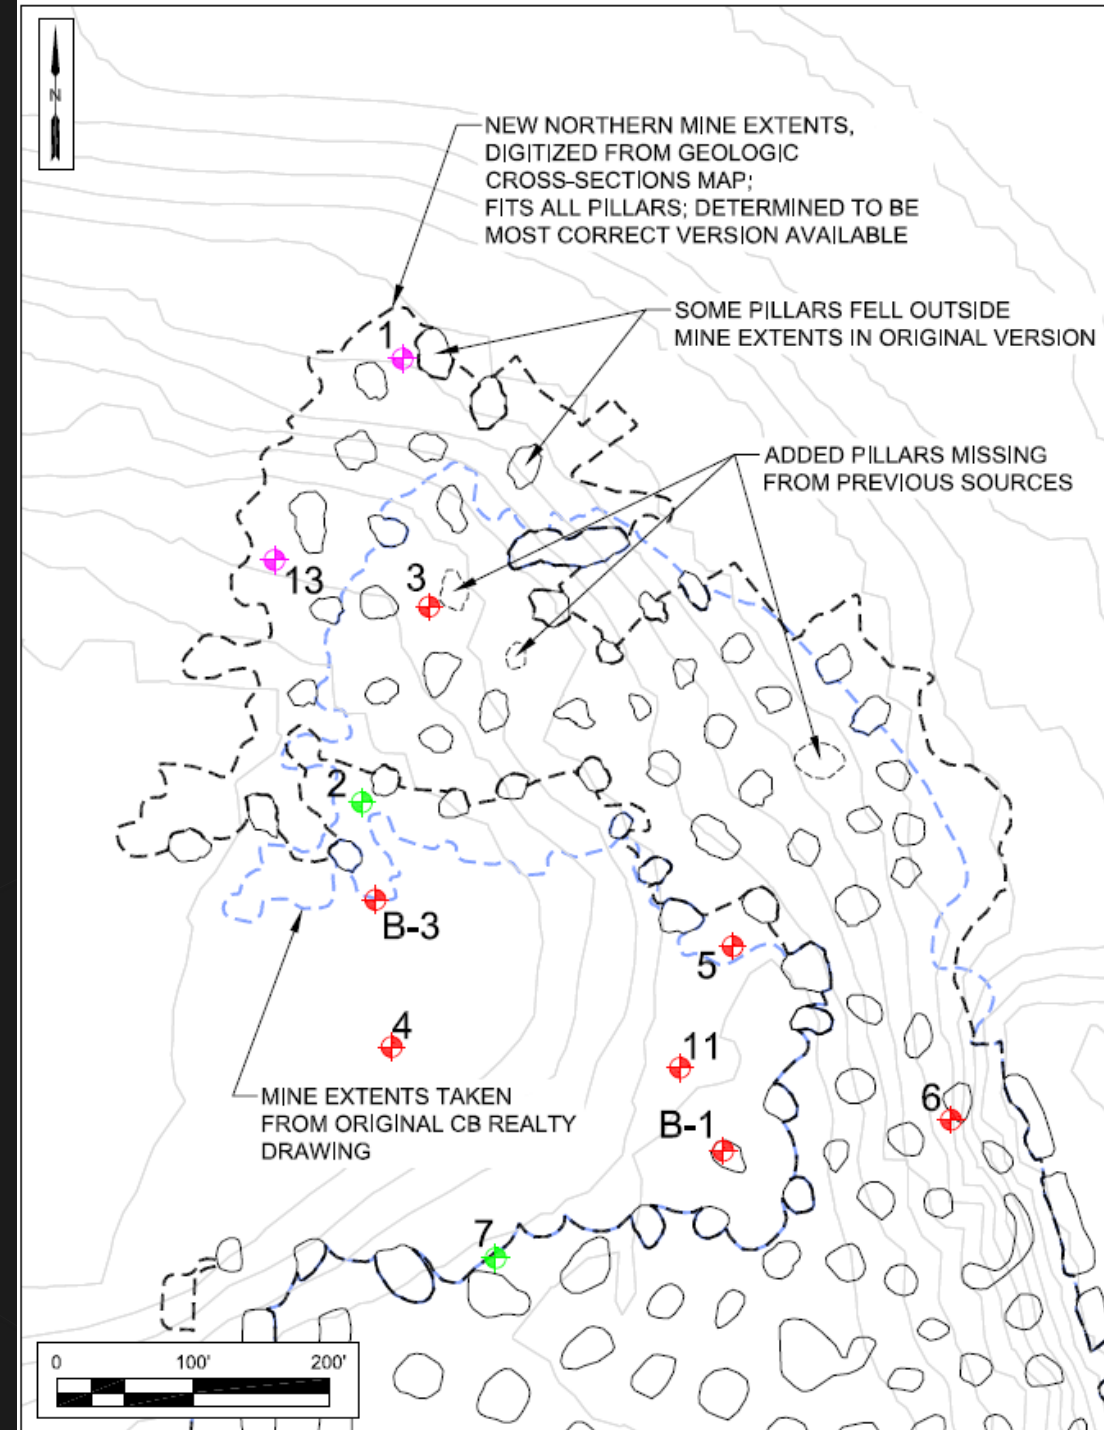 N
NEW NORTHERN MINE EXTENTS,
DIGITIZED FROM GEOLOGIC
CROSS-SECTIONS MAP;
FITS ALL PILLARS; DETERMINED TO BE
MOST CORRECT VERSION AVAILABLE
SOME PILLARS FELL OUTSIDE
MINE EXTENTS IN ORIGINAL VERSION
1
ADDED PILLARS MISSING
FROM PREVIOUS SOURCES
13
3
2
B-3
5
4
11
MINE EXTENTS TAKEN
FROM ORIGINAL CB REALTY
DRAWING
6
B-1
7
0 100' 200'